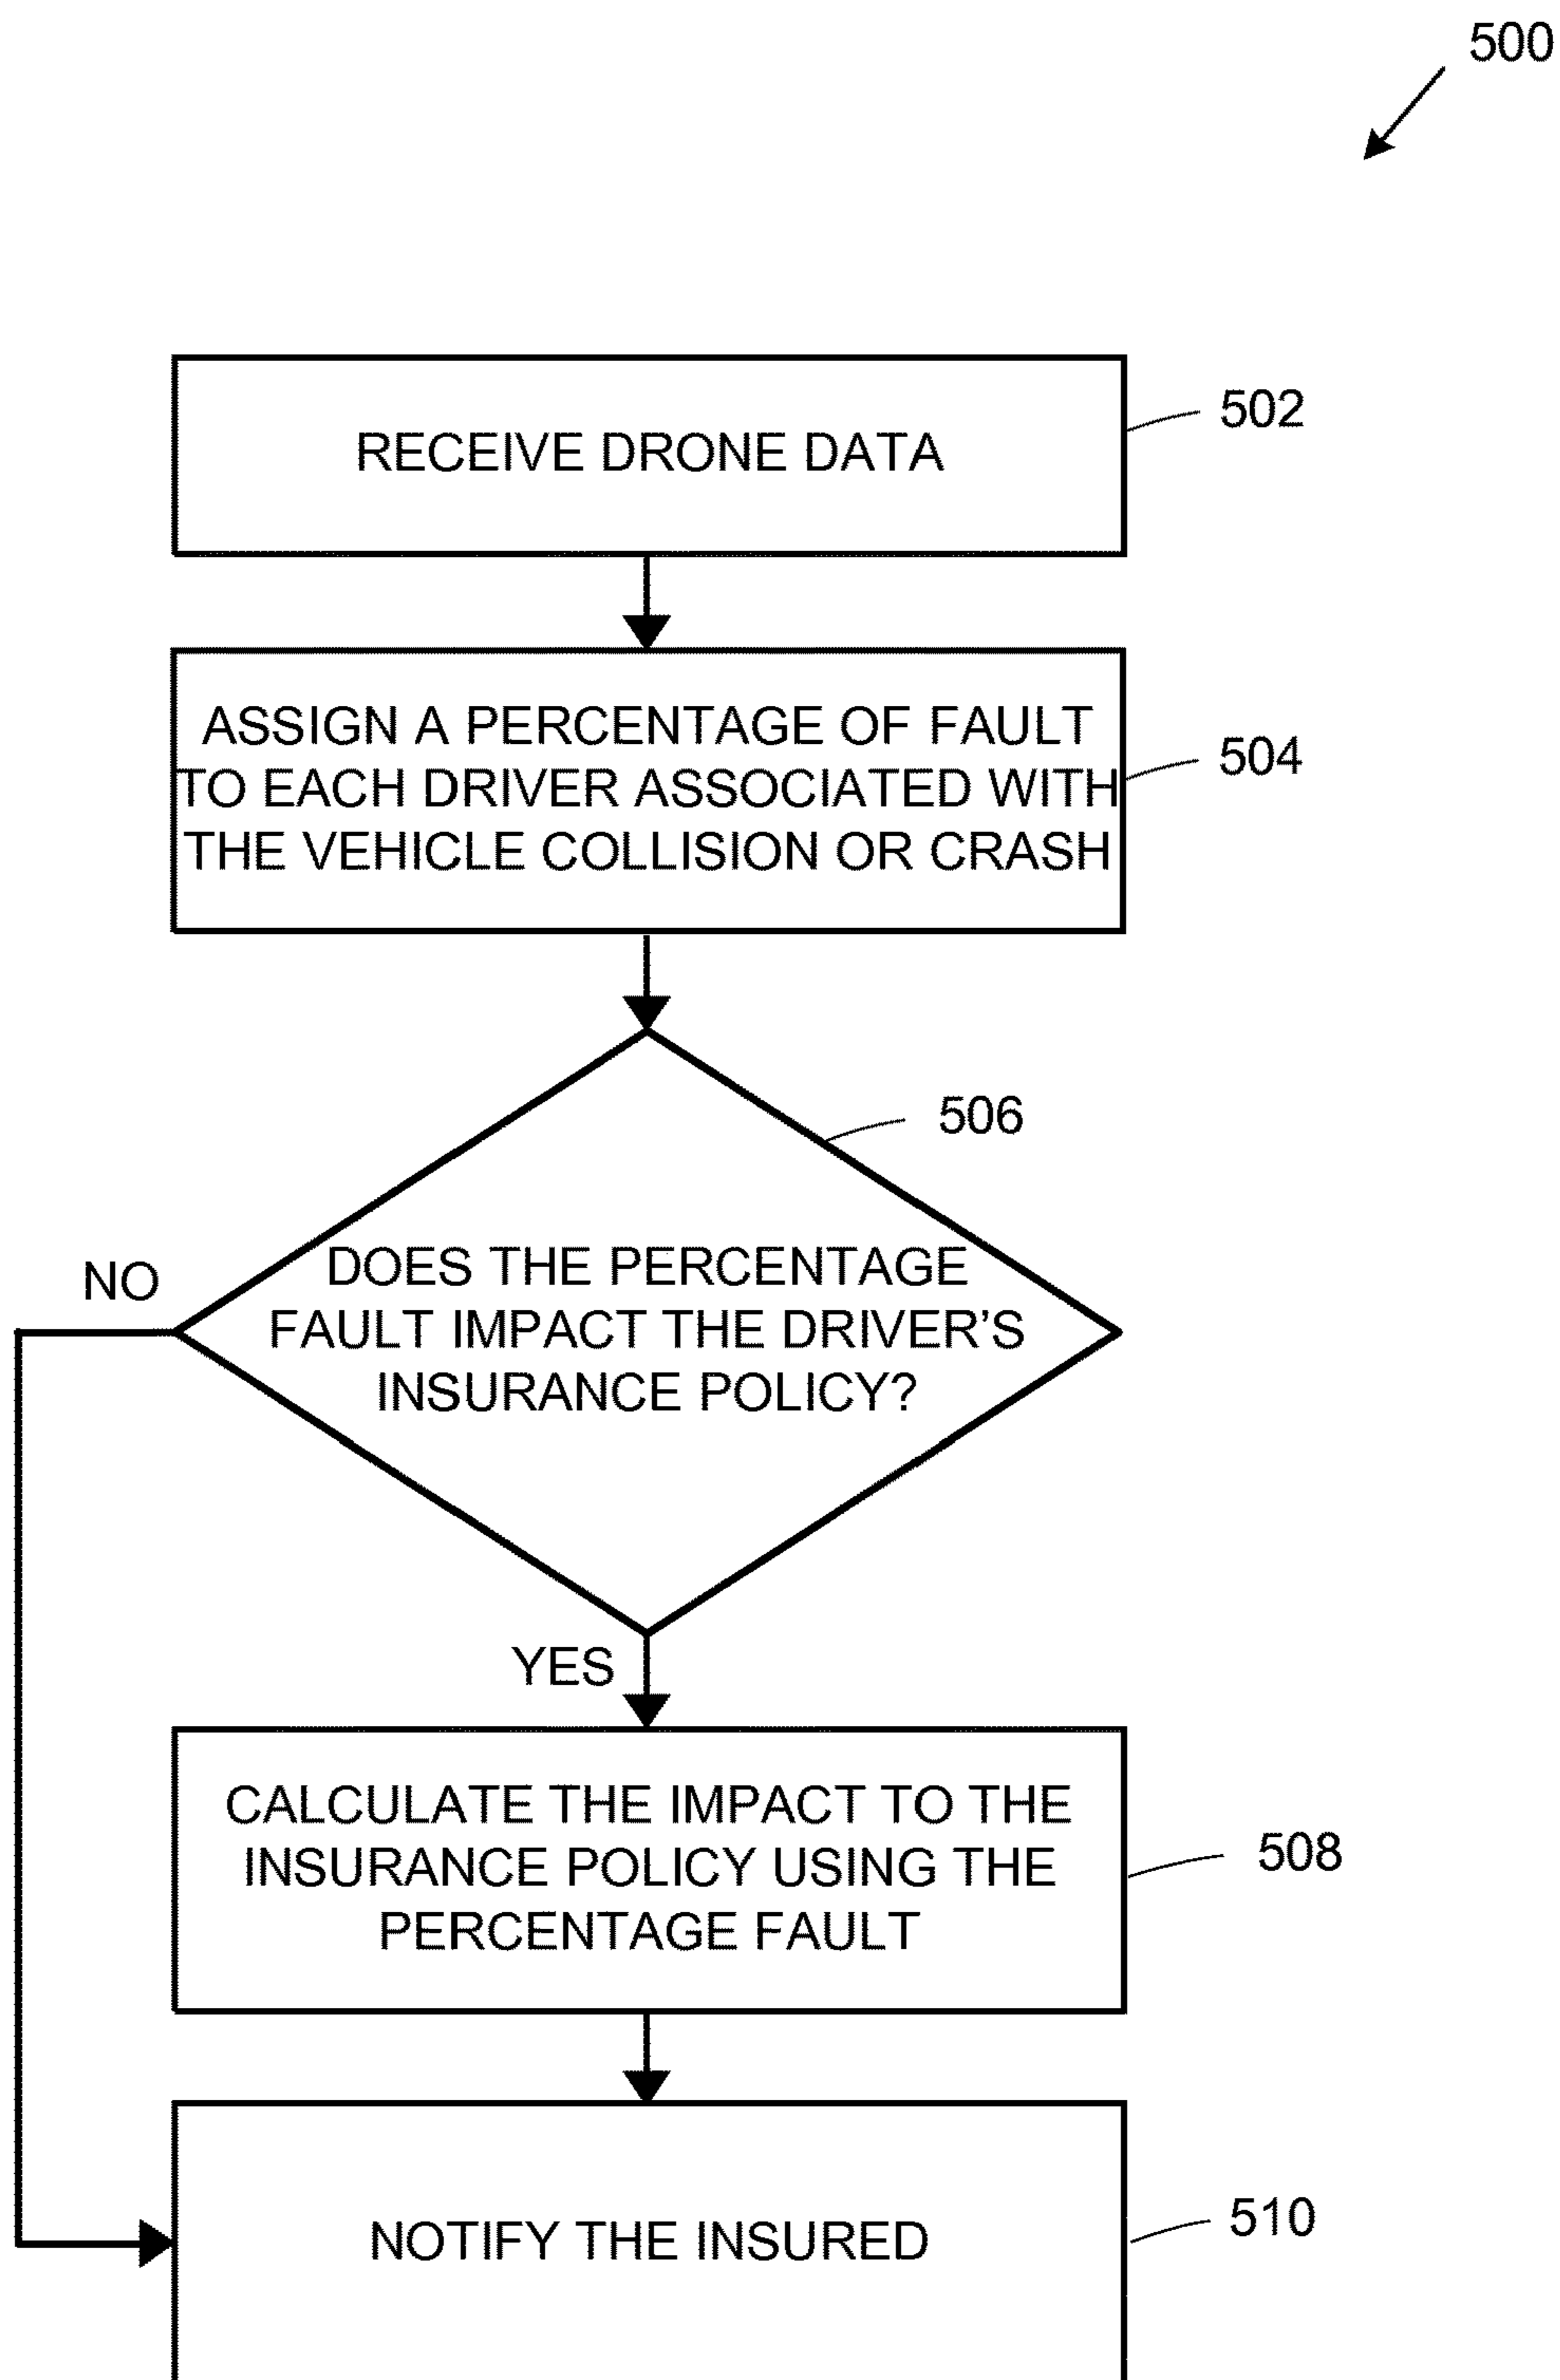 500
RECEIVE DRONE DATA
502
ASSIGN A PERCENTAGE OF FAULT
TO EACH DRIVER ASSOCIATED WITH
THE VEHICLE COLLISION OR CRASH
504
506
DOES THE PERCENTAGE
FAULT IMPACT THE DRIVER'S
INSURANCE POLICY?
NO
YES
CALCULATE THE IMPACT TO THE
INSURANCE POLICY USING THE
PERCENTAGE FAULT
508
NOTIFY THE INSURED
510